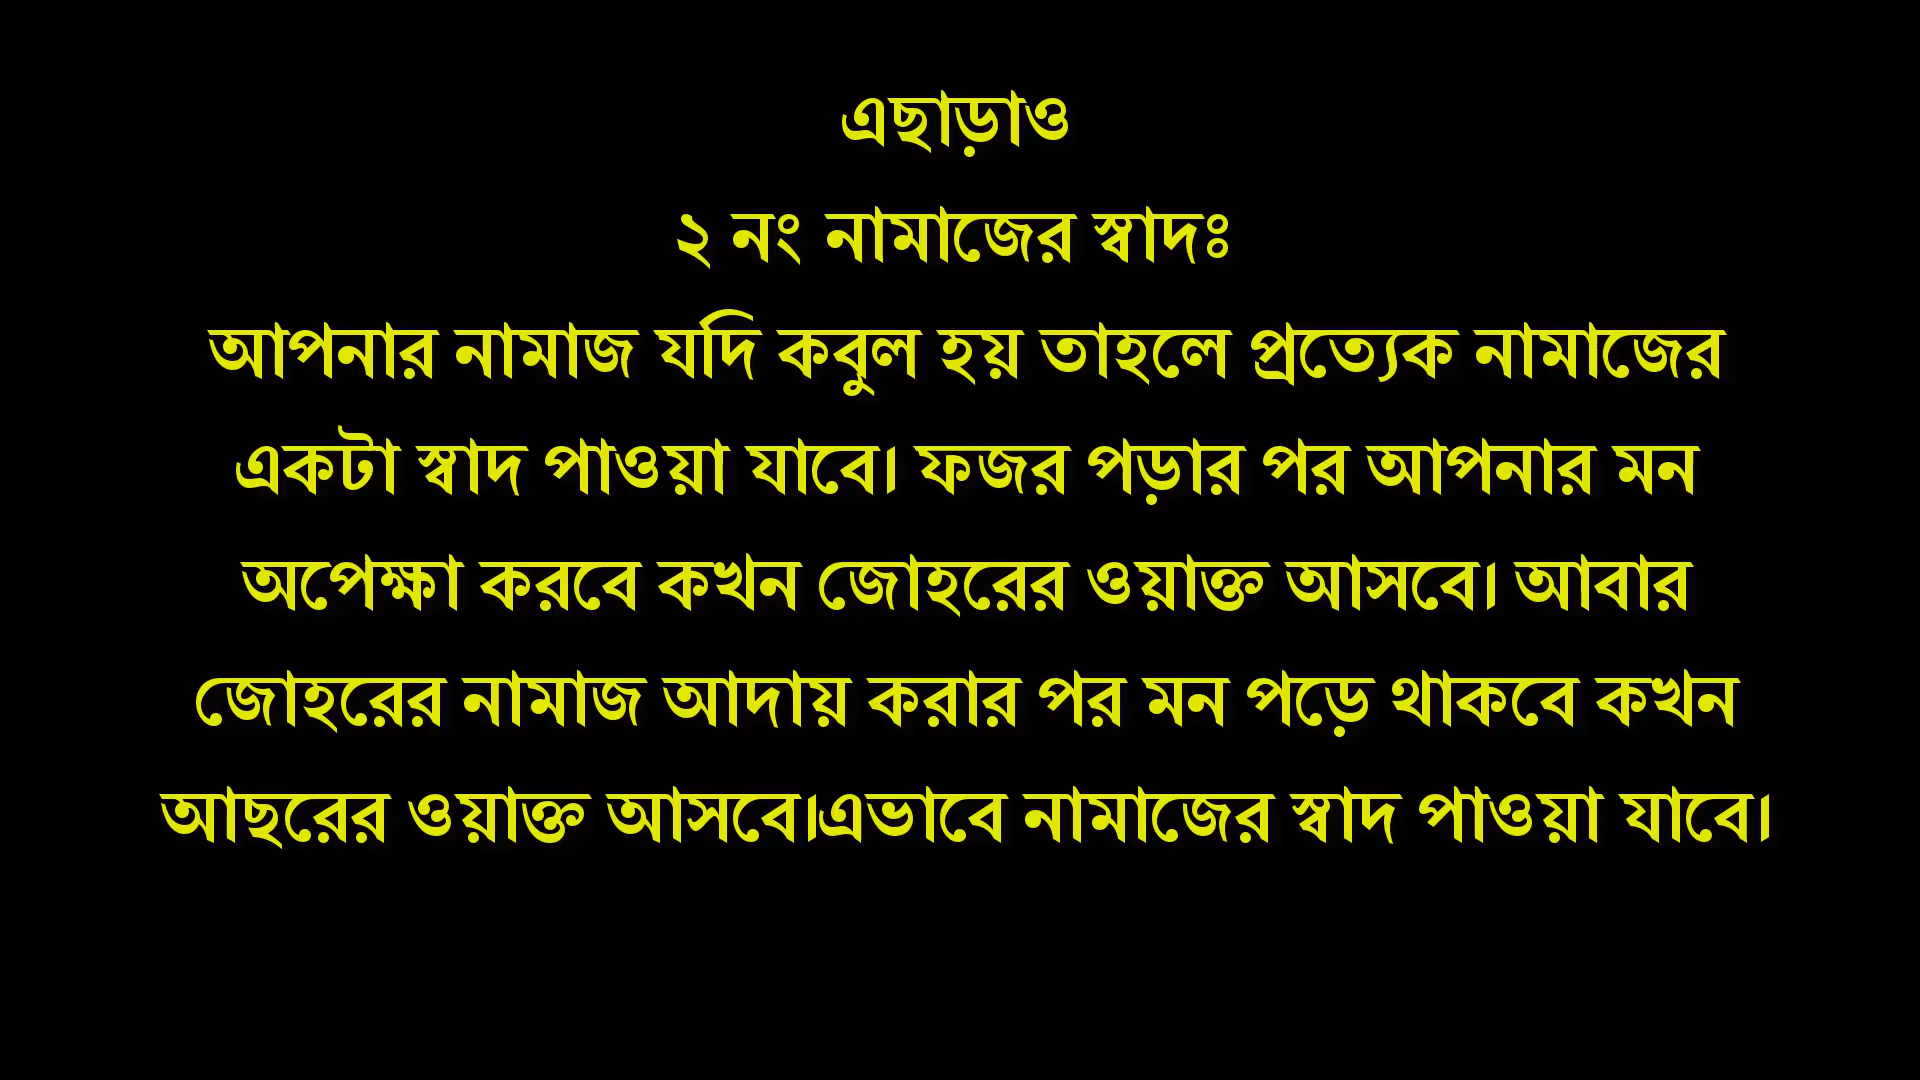 এছাড়াও
২ নং নামাজের স্বাদঃ
আপনার নামাজ যদি কবুল হয় তাহলে প্রত্যেক নামাজের
একটা স্বাদ পাওয়া যাবে। ফজর পড়ার পর আপনার মন
অপেক্ষা করবে কখন জোহরের ওয়াক্ত আসবে। আবার
জোহরের নামাজ আদায় করার পর মন পড়ে থাকবে কখন
আছরের ওয়াক্ত আসবে।এভাবে নামাজের স্বাদ পাওয়া যাবে।